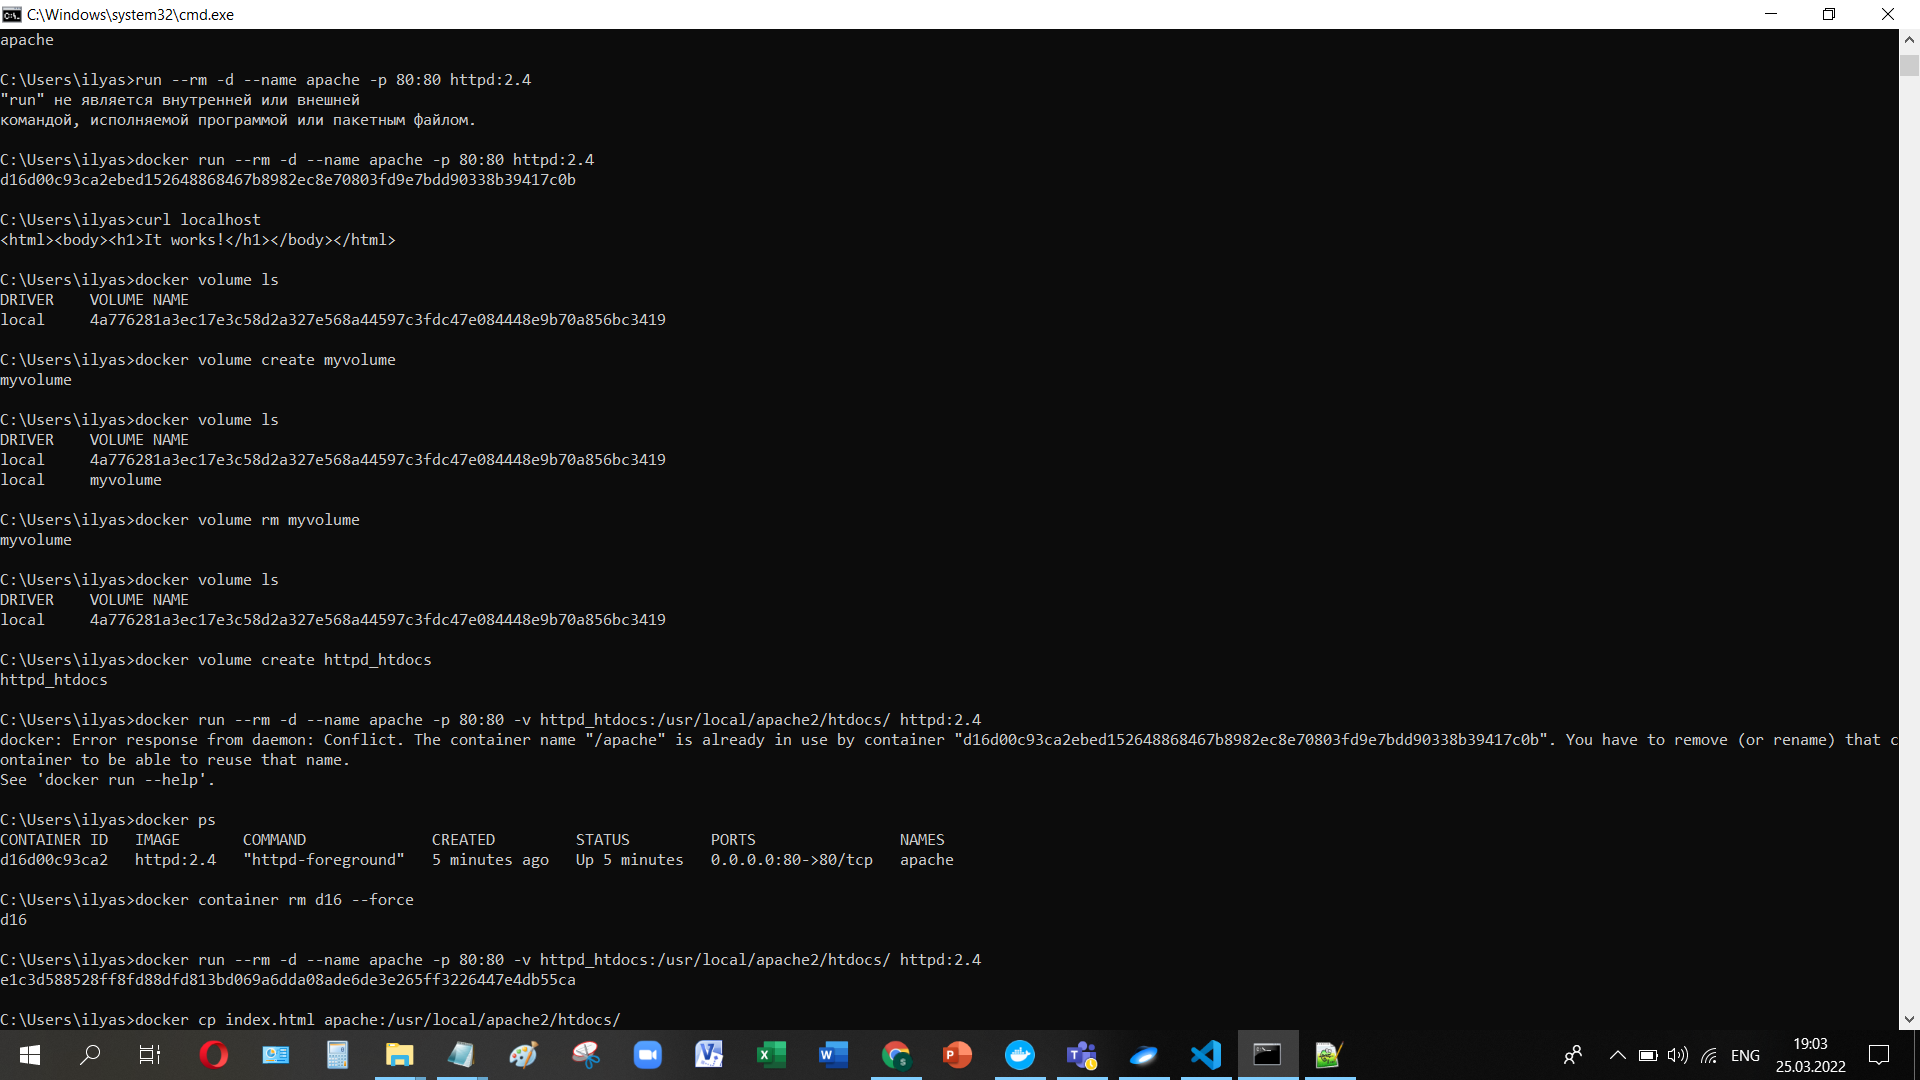 C:\Windows\system32\cmd.exe
apache
C:\Users\ilyas>run --rm -d --name apache -p 80:80 httpd:2.4
"run" не является внутренней или внешней
командой, исполняемой программой или пакетным файлом.
C:\Users\ilyas>docker run --rm -d --name apache -p 80:80 httpd:2.4
d16d00c93ca2ebed152648868467b8982ec8e70803fd9e7bdd90338b39417c0b
C:\Users\ilyas>curl localhost
<html><body><h1>It works!</h1></body></html>
C:\Users\ilyas>docker volume ls
DRIVER    VOLUME NAME
local     4a776281a3ec17e3c58d2a327e568a44597c3fdc47e084448e9b70a856bc3419
C:\Users\ilyas>docker volume create myvolume
myvolume
C:\Users\ilyas>docker volume ls
DRIVER    VOLUME NAME
local     4a776281a3ec17e3c58d2a327e568a44597c3fdc47e084448e9b70a856bc3419
local     myvolume
C:\Users\ilyas>docker volume rm myvolume
myvolume
C:\Users\ilyas>docker volume ls
DRIVER    VOLUME NAME
local     4a776281a3ec17e3c58d2a327e568a44597c3fdc47e084448e9b70a856bc3419
C:\Users\ilyas>docker volume create httpd_htdocs
httpd_htdocs
C:\Users\ilyas>docker run --rm -d --name apache -p 80:80 -v httpd_htdocs:/usr/local/apache2/htdocs/ httpd:2.4
docker: Error response from daemon: Conflict. The container name "/apache" is already in use by container "d16d00c93ca2ebed152648868467b8982ec8e70803fd9e7bdd90338b39417c0b". You have to remove (or rename) that c
ontainer to be able to reuse that name.
See 'docker run --help'.
C:\Users\ilyas>docker ps
CONTAINER ID   IMAGE       COMMAND              CREATED         STATUS         PORTS                NAMES
d16d00c93ca2   httpd:2.4   "httpd-foreground"   5 minutes ago   Up 5 minutes   0.0.0.0:80->80/tcp   apache
C:\Users\ilyas>docker container rm d16 --force
d16
C:\Users\ilyas>docker run --rm -d --name apache -p 80:80 -v httpd_htdocs:/usr/local/apache2/htdocs/ httpd:2.4
e1c3d588528ff8fd88dfd813bd069a6dda08ade6de3e265ff3226447e4db55ca
C:\Users\ilyas>docker cp index.html apache:/usr/local/apache2/htdocs/
ENG
19:03
25.03.2022